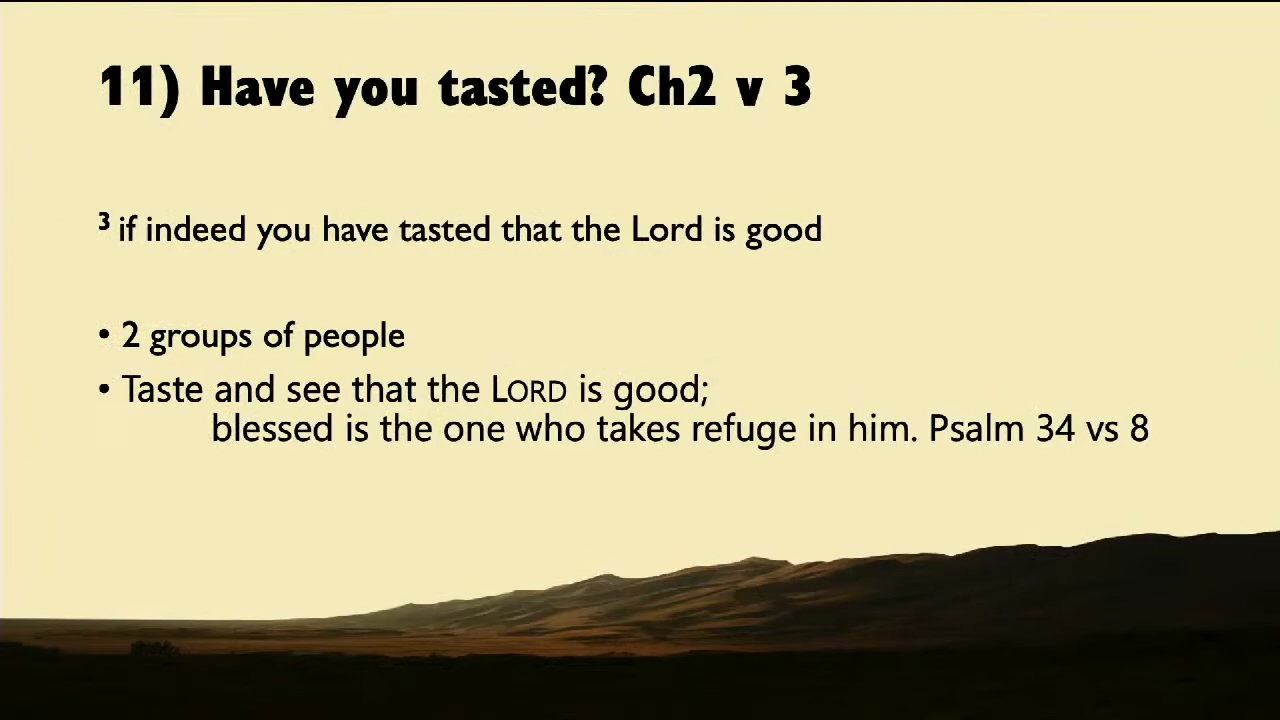 11) Have you tasted? Ch2 v 3
3 if indeed you have tasted that the Lord is good
• 2 groups of people
• Taste and see that the LORD is good;
blessed is the one who takes refuge in him. Psalm 34 vs 8